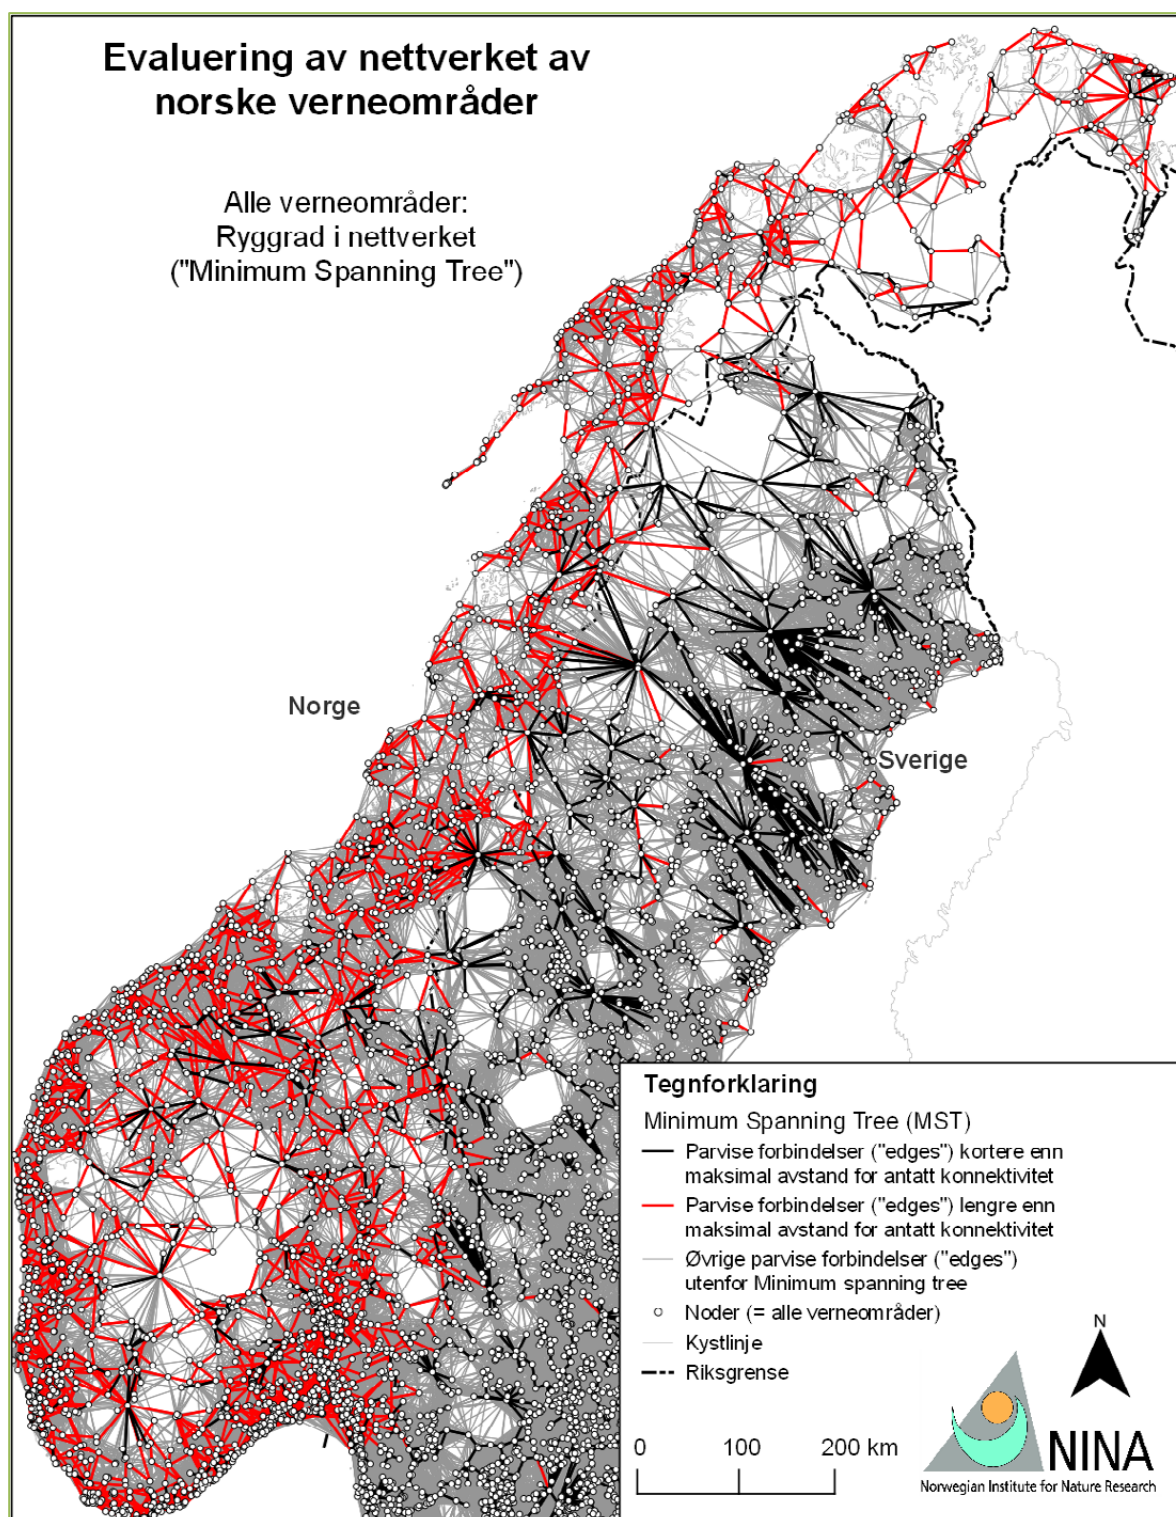 Evaluering av nettverket av
norske verneområder
Alle verneområder:
Ryggrad i nettverket
("Minimum Spanning Tree")
Norge
Sverige
Tegnforklaring
Minimum Spanning Tree (MST)
Parvise forbindelser ("edges") kortere enn
maksimal avstand for antatt konnektivitet
Parvise forbindelser ("edges") lengre enn
maksimal avstand for antatt konnektivitet
Øvrige parvise forbindelser ("edges")
utenfor Minimum spanning tree
Noder (= alle verneområder)
Kystlinje
Riksgrense
N
0 100 200 km
NINA
Norwegian Institute for Nature Research